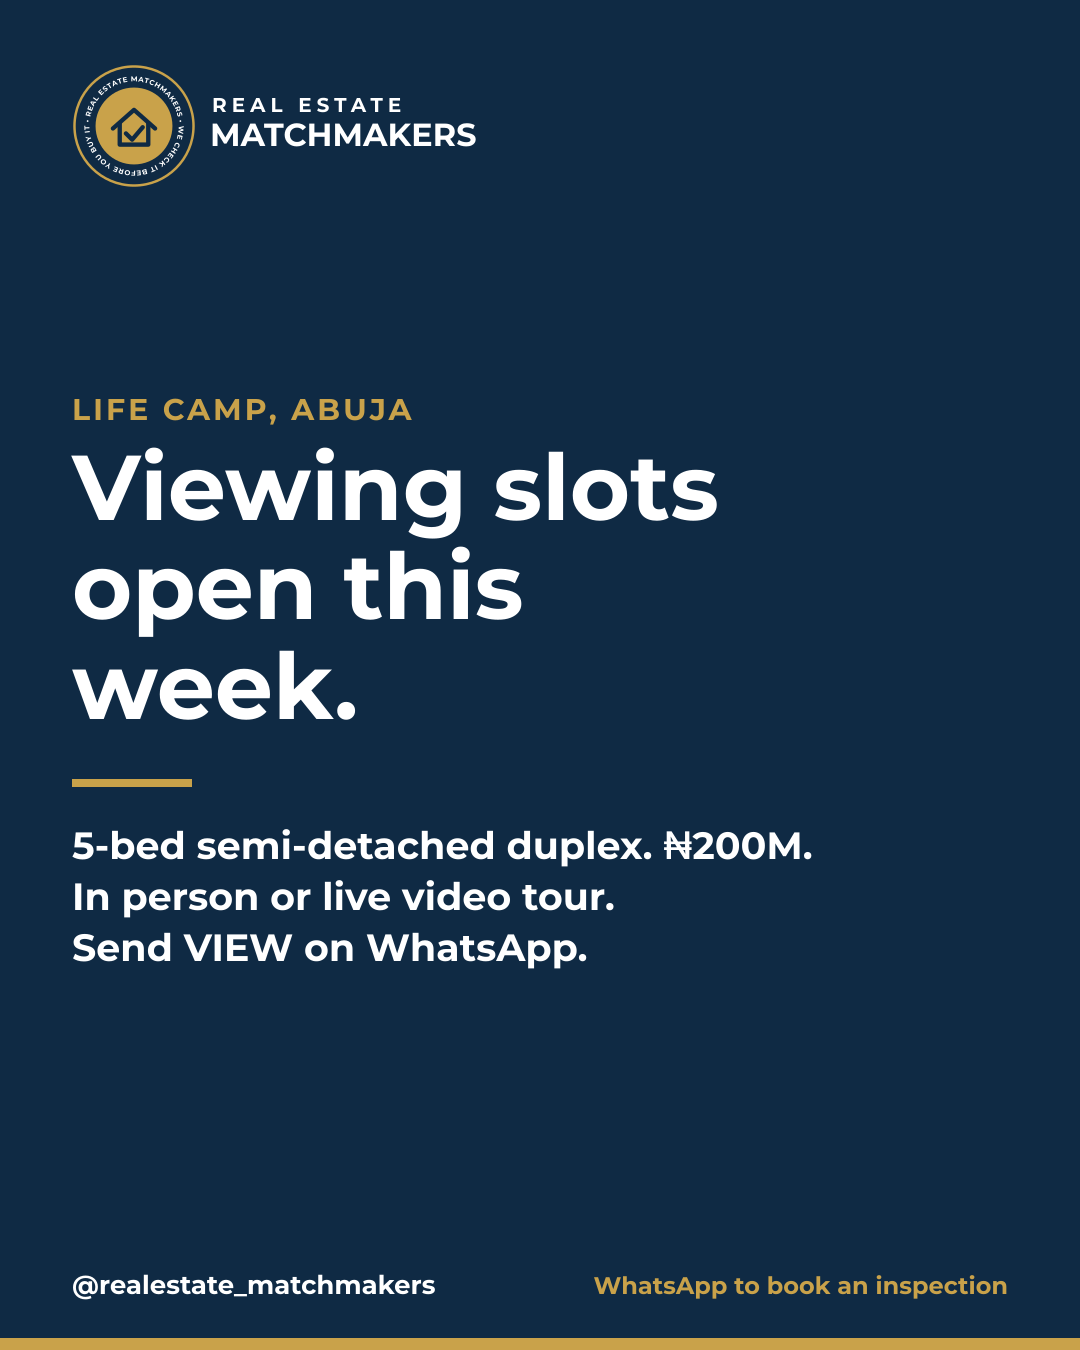 REAL ESTATE MATCHMAKERS • WE CHECK IT BEFORE YOU BUY IT •
REAL ESTATE
MATCHMAKERS
LIFE CAMP, ABUJA
Viewing slots
open this
week.
5-bed semi-detached duplex. ₦200M.
In person or live video tour.
Send VIEW on WhatsApp.
@realestate_matchmakers
WhatsApp to book an inspection